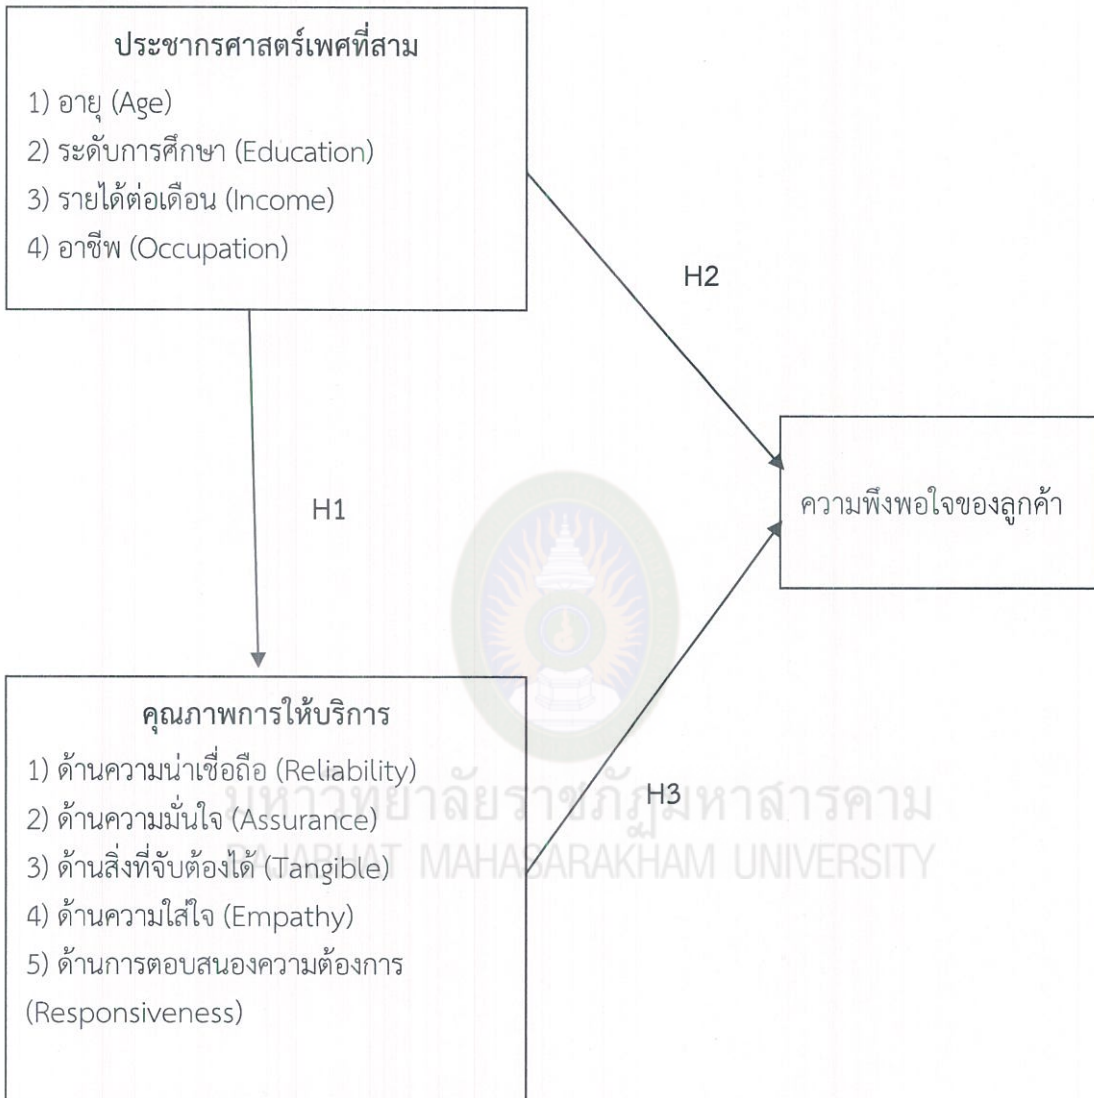 ประชากรศาสตร์เพศที่สาม
1) อายุ (Age)
2) ระดับการศึกษา (Education)
3) รายได้ต่อเดือน (Income)
4) อาชีพ (Occupation)
H2
H1
ความพึงพอใจของลูกค้า
คุณภาพการให้บริการ
1) ด้านความน่าเชื่อถือ (Reliability)
2) ด้านความมั่นใจ (Assurance)
3) ด้านสิ่งที่จับต้องได้ (Tangible)
4) ด้านความใส่ใจ (Empathy)
5) ด้านการตอบสนองความต้องการ
(Responsiveness)
H3
มหาวิทยาลัยราชภัฏมหาสารคาม
RAJABHAT MAHASARAKHAM UNIVERSITY